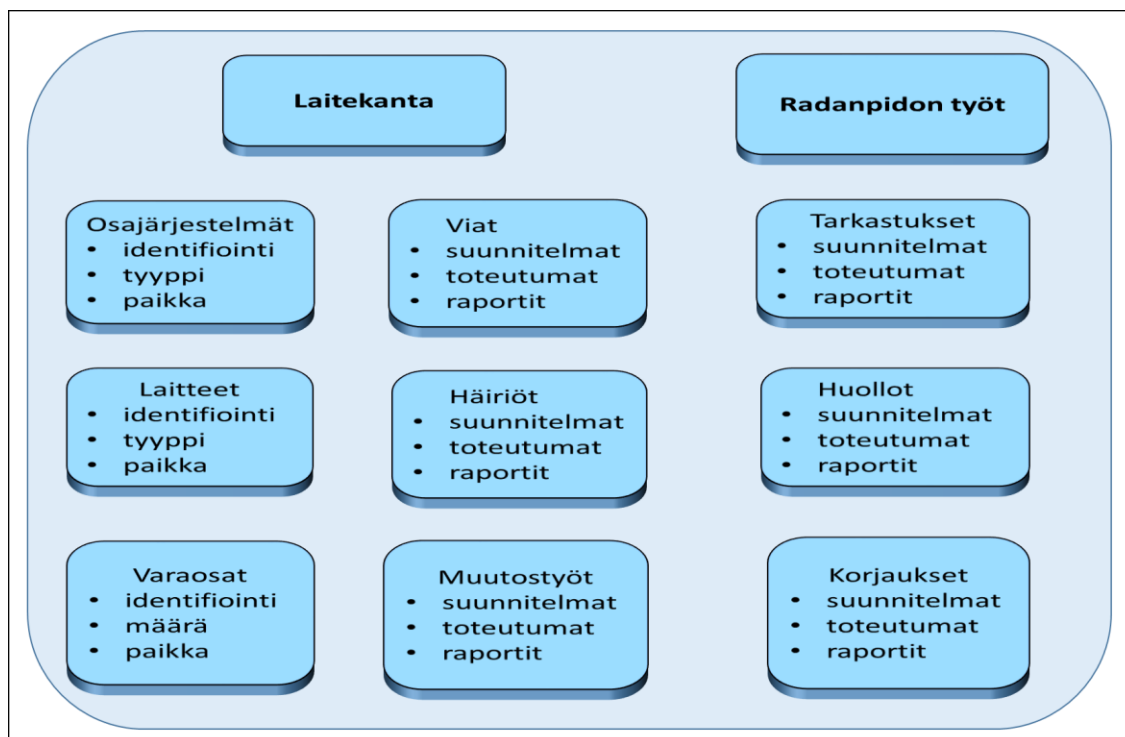 Laitekanta
Radanpidon työt
Osajärjestelmät
• identifiointi
• tyyppi
• paikka
Viat
• suunnitelmat
• toteutumat
• raportit
Tarkastukset
• suunnitelmat
• toteutumat
• raportit
Laitteet
• identifiointi
• tyyppi
• paikka
Häiriöt
• suunnitelmat
• toteutumat
• raportit
Huollot
• suunnitelmat
• toteutumat
• raportit
Varaosat
• identifiointi
• määrä
• paikka
Muutostyöt
• suunnitelmat
• toteutumat
• raportit
Korjaukset
• suunnitelmat
• toteutumat
• raportit